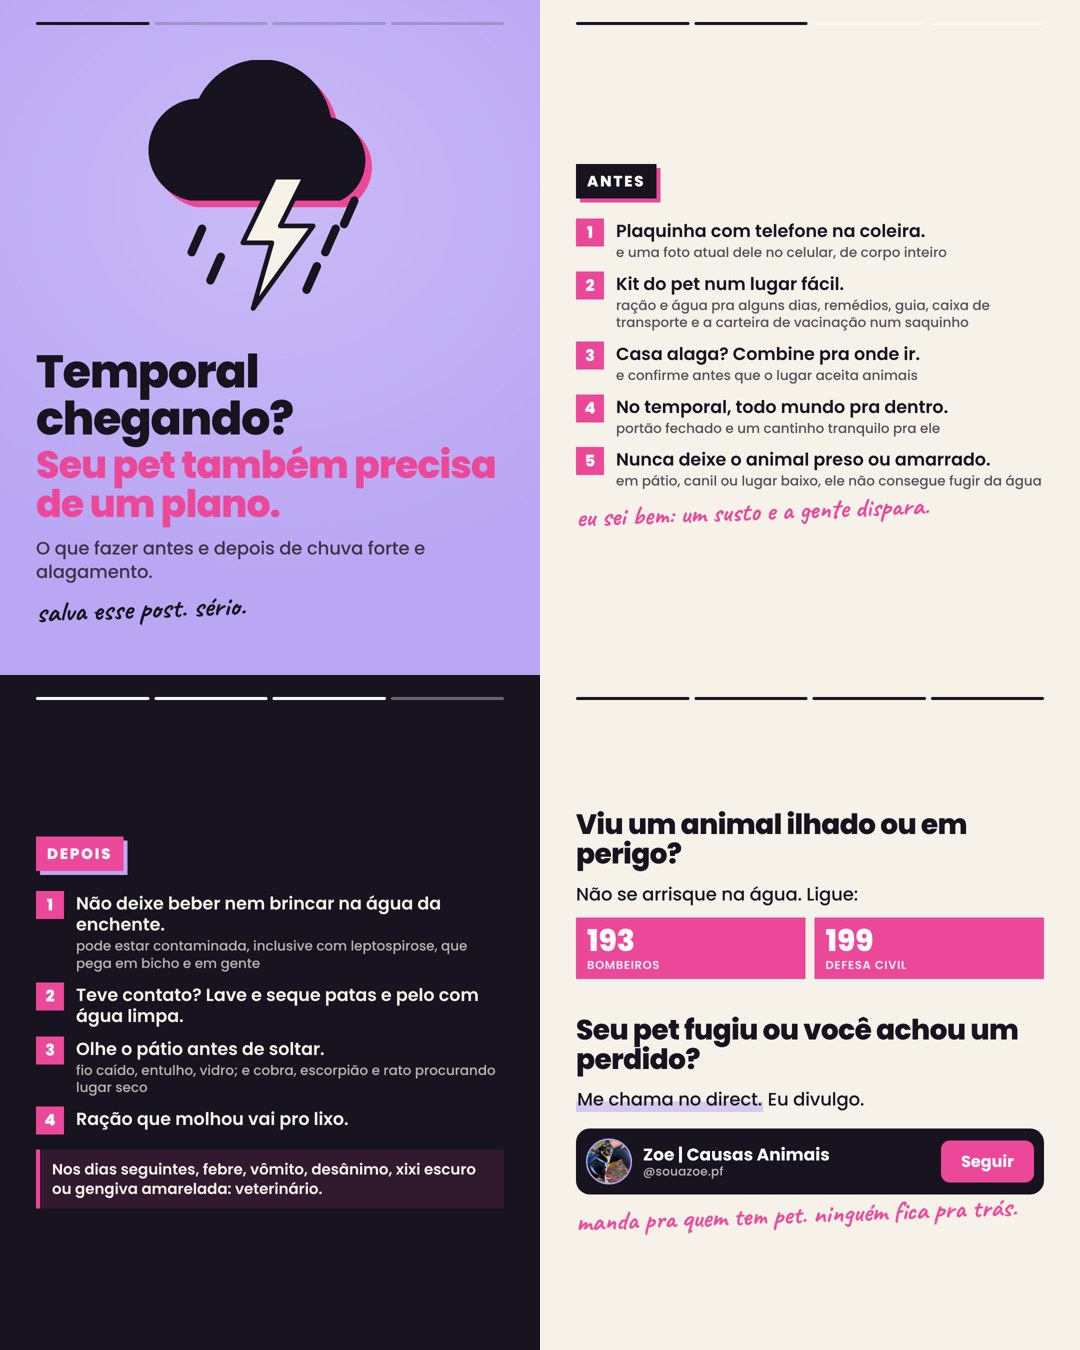 Temporal
chegando?
Seu pet também precisa
de um plano.
O que fazer antes e depois de chuva forte e
alagamento.
salva esse post. sério.
ANTES
1 Plaquinha com telefone na coleira.
e uma foto atual dele no celular, de corpo inteiro
2 Kit do pet num lugar fácil.
ração e água pra alguns dias, remédios, guia, caixa de
transporte e a carteira de vacinação num saquinho
3 Casa alaga? Combine pra onde ir.
e confirme antes que o lugar aceita animais
4 No temporal, todo mundo pra dentro.
portão fechado e um cantinho tranquilo pra ele
5 Nunca deixe o animal preso ou amarrado.
em pátio, canil ou lugar baixo, ele não consegue fugir da água
eu sei bem: um susto e a gente dispara.
DEPOIS
1 Não deixe beber nem brincar na água da
enchente.
pode estar contaminada, inclusive com leptospirose, que
pega em bicho e em gente
2 Teve contato? Lave e seque patas e pelo com
água limpa.
3 Olhe o pátio antes de soltar.
fio caído, entulho, vidro; e cobra, escorpião e rato procurando
lugar seco
4 Ração que molhou vai pro lixo.
Nos dias seguintes, febre, vômito, desânimo, xixi escuro
ou gengiva amarelada: veterinário.
Viu um animal ilhado ou em
perigo?
Não se arrisque na água. Ligue:
193
BOMBEIROS
199
DEFESA CIVIL
Seu pet fugiu ou você achou um
perdido?
Me chama no direct. Eu divulgo.
Zoe | Causas Animais
@souazoe.pf
Seguir
manda pra quem tem pet. ninguém fica pra trás.